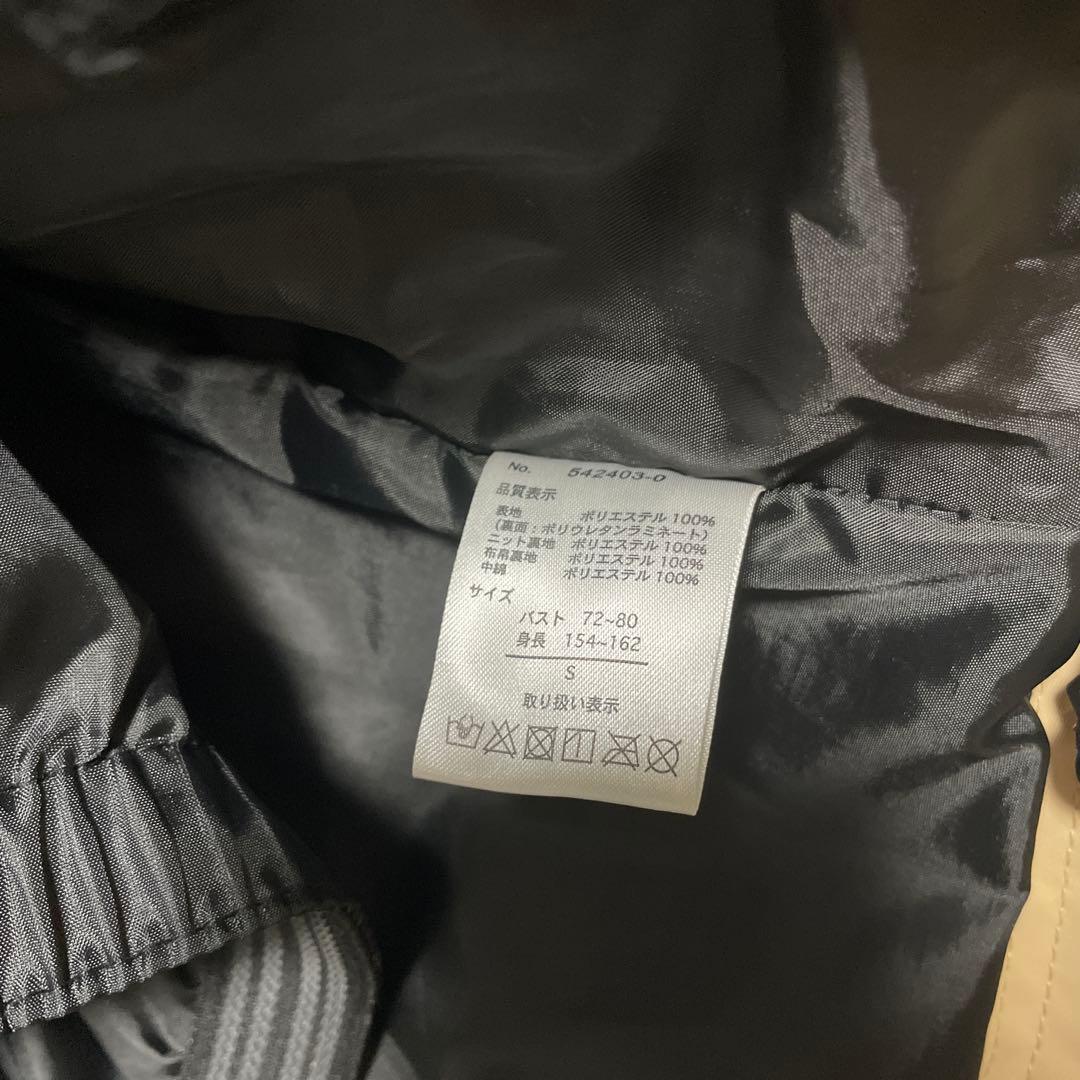 No. 542403-0
品質表示
表地 ポリエステル 100%
(裏面:ポリウレタンラミネート)
ニット裏地 ポリエステル 100%
布帛裏地 ポリエステル 100%
中綿 ポリエステル 100%
サイズ
バスト 72~80
身長 154~162
S
取り扱い表示